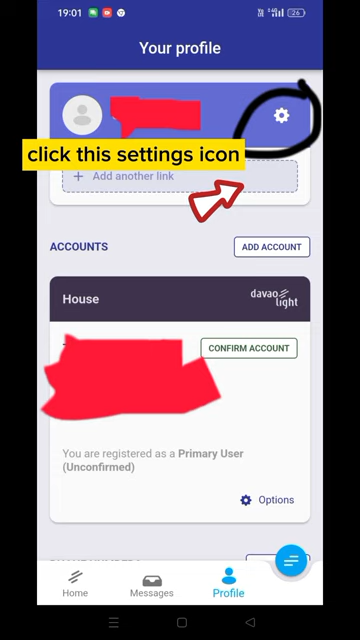 19:01
26
Your profile
click this settings icon
+ Add another link
ACCOUNTS
ADD ACCOUNT
House
davao
light
CONFIRM ACCOUNT
You are registered as a Primary User
(Unconfirmed)
Options
Home
Messages
Profile